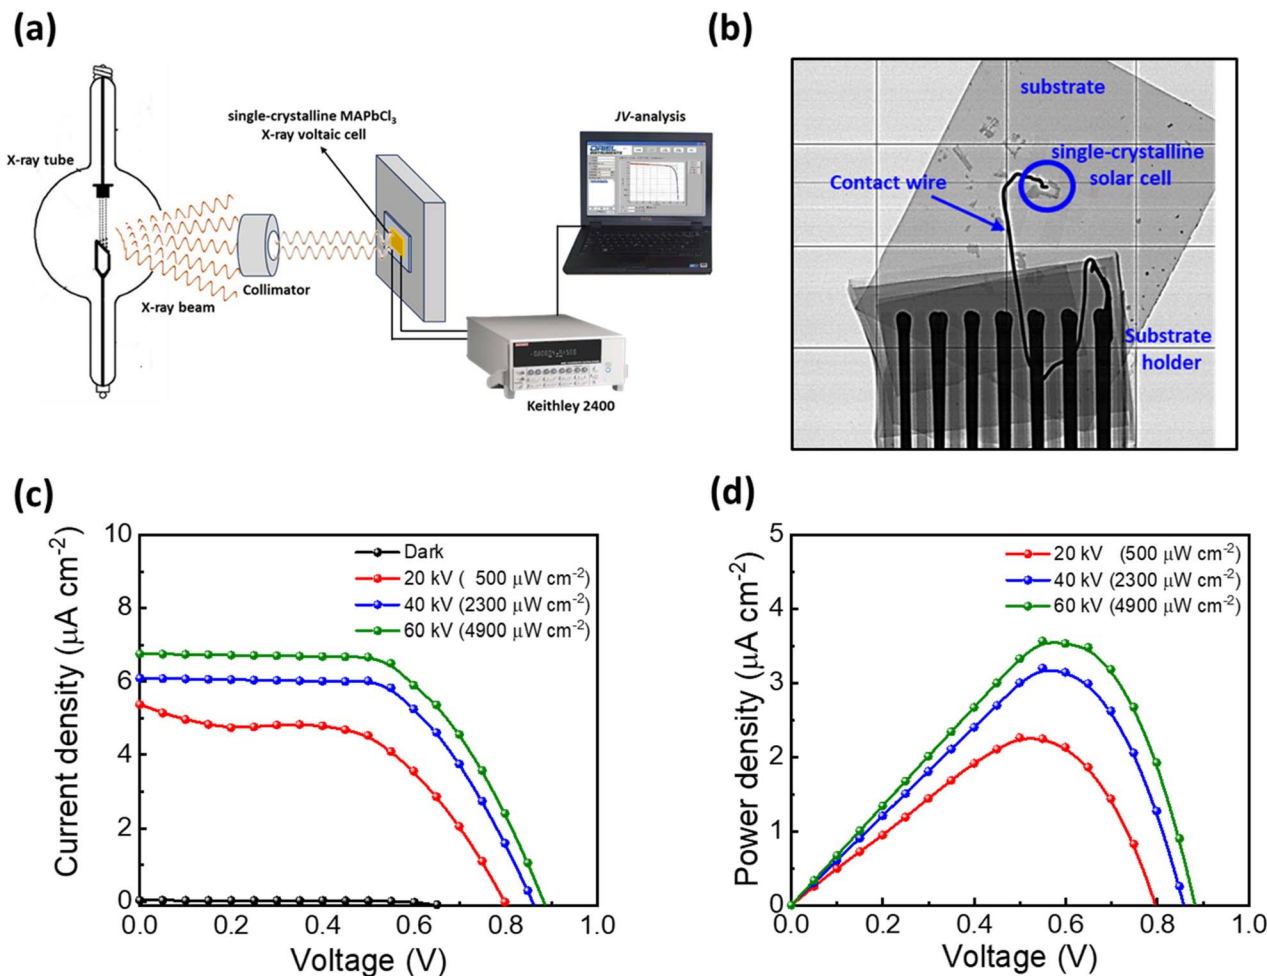 (a)
X-ray tube
X-ray beam
Collimator
single-crystalline MAPbCl₃
X-ray voltaic cell
JV-analysis
Keithley 2400
(b)
substrate
single-crystalline
solar cell
Contact wire
Substrate
holder
(c)
Current density (μA cm⁻²)
10
8
6
4
2
0
0.0 0.2 0.4 0.6 0.8 1.0
Voltage (V)
Dark
20 kV ( 500 μW cm⁻²)
40 kV (2300 μW cm⁻²)
60 kV (4900 μW cm⁻²)
(d)
Power density (μA cm⁻²)
5
4
3
2
1
0
0.0 0.2 0.4 0.6 0.8 1.0
Voltage (V)
20 kV (500 μW cm⁻²)
40 kV (2300 μW cm⁻²)
60 kV (4900 μW cm⁻²)